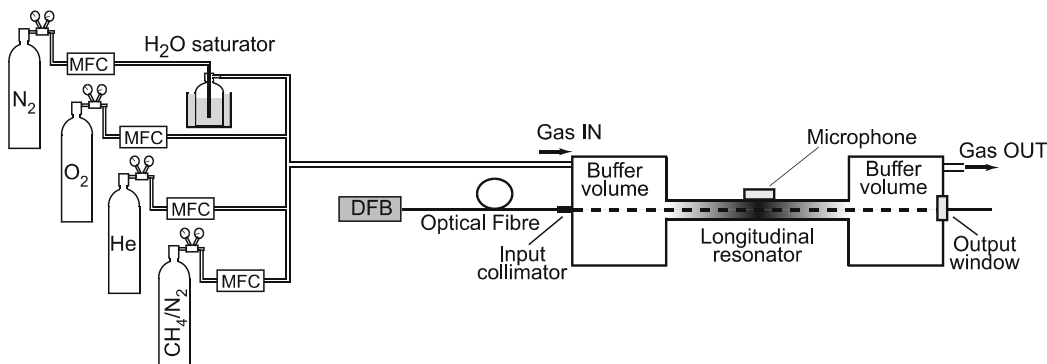 H₂O saturator
MFC
N₂
MFC
O₂
MFC
He
MFC
CH₄/N₂
Gas IN
DFB
Optical Fibre
Input
collimator
Buffer
volume
Microphone
Longitudinal
resonator
Buffer
volume
Gas OUT
Output
window